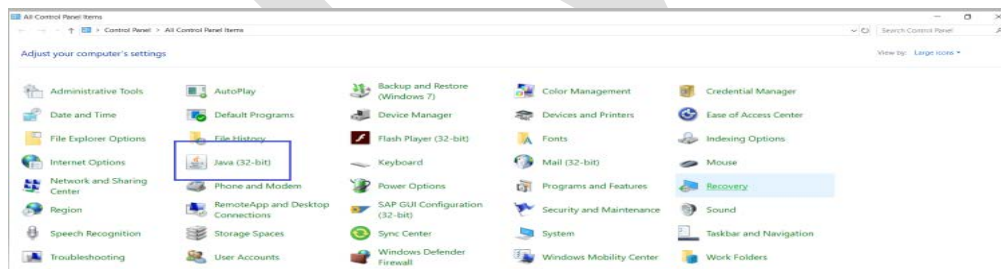 All Control Panel Items
Control Panel > All Control Panel Items
Search Control Panel
Adjust your computer's settings
View by: Large icons
Administrative Tools
AutoPlay
Backup and Restore
(Windows 7)
Color Management
Credential Manager
Date and Time
Default Programs
Device Manager
Devices and Printers
Ease of Access Center
File Explorer Options
File History
Flash Player (32-bit)
Fonts
Indexing Options
Internet Options
Java (32-bit)
Keyboard
Mail (32-bit)
Mouse
Network and Sharing
Center
Phone and Modem
Power Options
Programs and Features
Recovery
Region
RemoteApp and Desktop
Connections
SAP GUI Configuration
(32-bit)
Security and Maintenance
Sound
Speech Recognition
Storage Spaces
Sync Center
System
Taskbar and Navigation
Troubleshooting
User Accounts
Windows Defender
Firewall
Windows Mobility Center
Work Folders